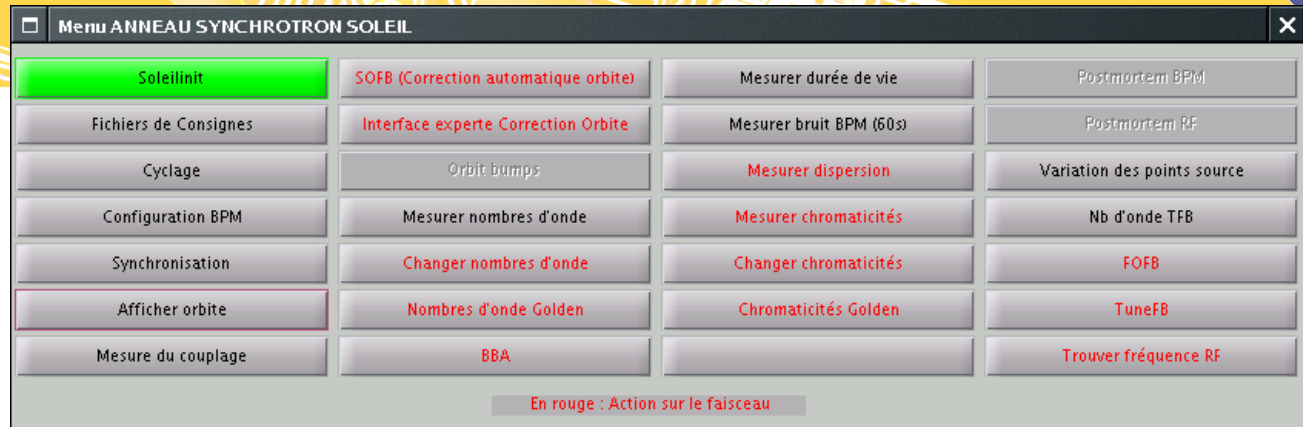 Menu ANNEAU SYNCHROTRON SOLEIL
Soleilinit
SOFB (Correction automatique orbite)
Mesurer durée de vie
Postmortem BPM
Fichiers de Consignes
Interface experte Correction Orbite
Mesurer bruit BPM (60s)
Postmortem RF
Cyclage
Orbit bumps
Mesurer dispersion
Variation des points source
Configuration BPM
Mesurer nombres d'onde
Mesurer chromaticités
Nb d'onde TFB
Synchronisation
Changer nombres d'onde
Changer chromaticités
FOFB
Afficher orbite
Nombres d'onde Golden
Chromaticités Golden
TuneFB
Mesure du couplage
BBA
Trouver fréquence RF
En rouge : Action sur le faisceau